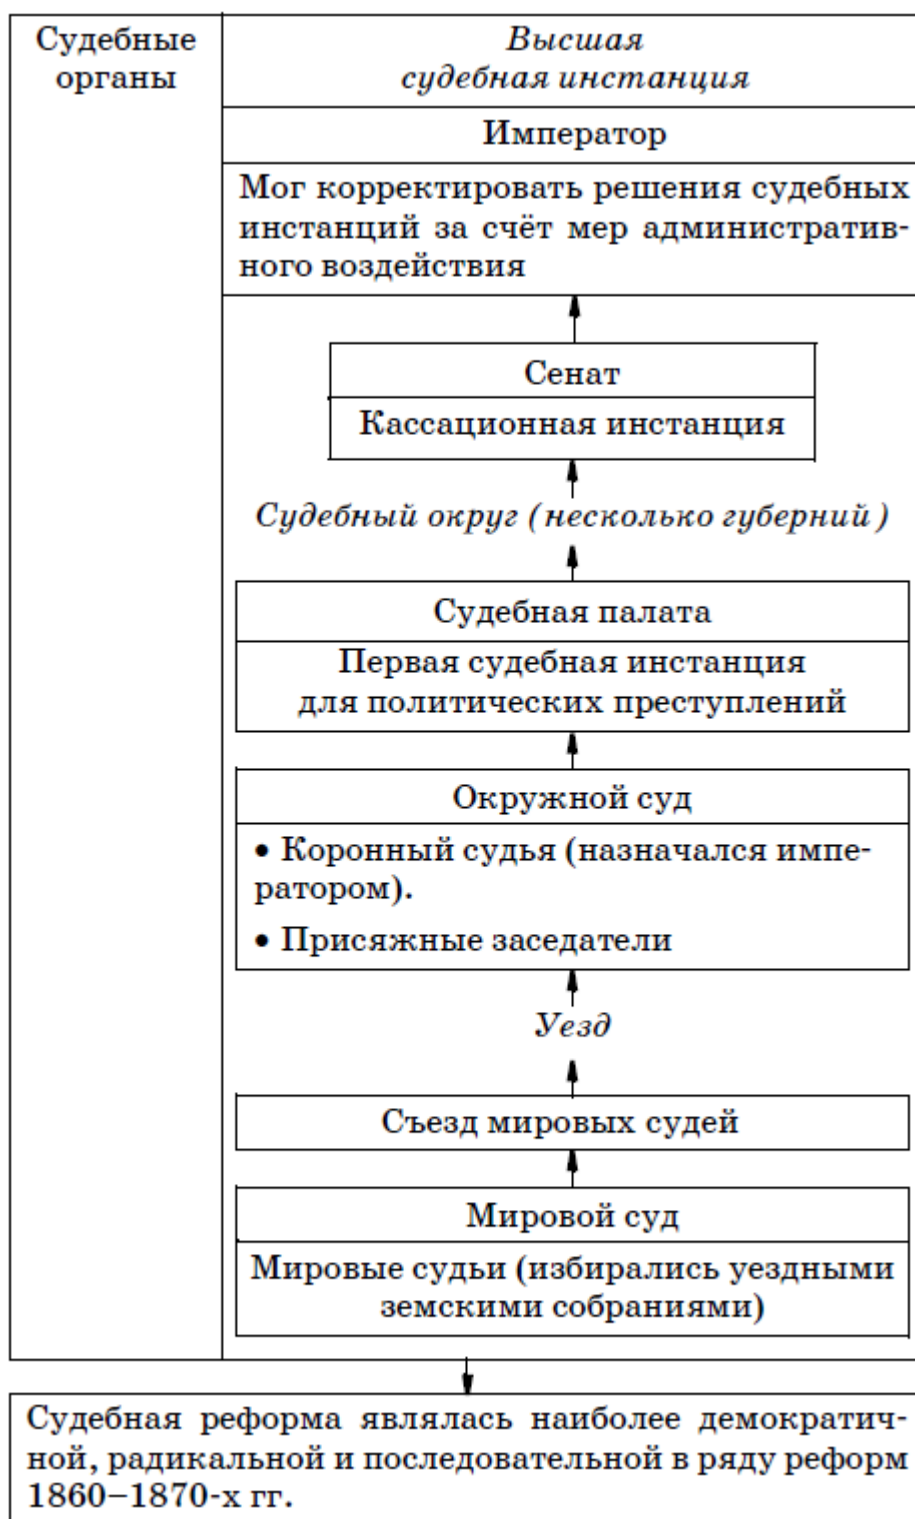 Судебные
органы
Высшая
судебная инстанция
Император
Мог корректировать решения судебных
инстанций за счёт мер административ-
ного воздействия
Сенат
Кассационная инстанция
Судебный округ (несколько губерний)
Судебная палата
Первая судебная инстанция
для политических преступлений
Окружной суд
• Коронный судья (назначался импе-
ратором).
• Присяжные заседатели
Уезд
Съезд мировых судей
Мировой суд
Мировые судьи (избирались уездными
земскими собраниями)
Судебная реформа являлась наиболее демократич-
ной, радикальной и последовательной в ряду реформ
1860–1870-х гг.